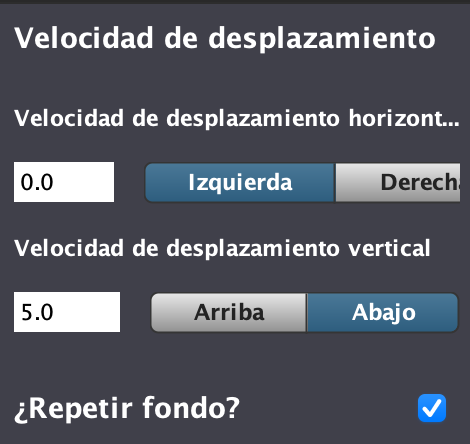 Velocidad de desplazamiento
Velocidad de desplazamiento horizont...
0.0 Izquierda Derecha
Velocidad de desplazamiento vertical
5.0 Arriba Abajo
¿Repetir fondo?